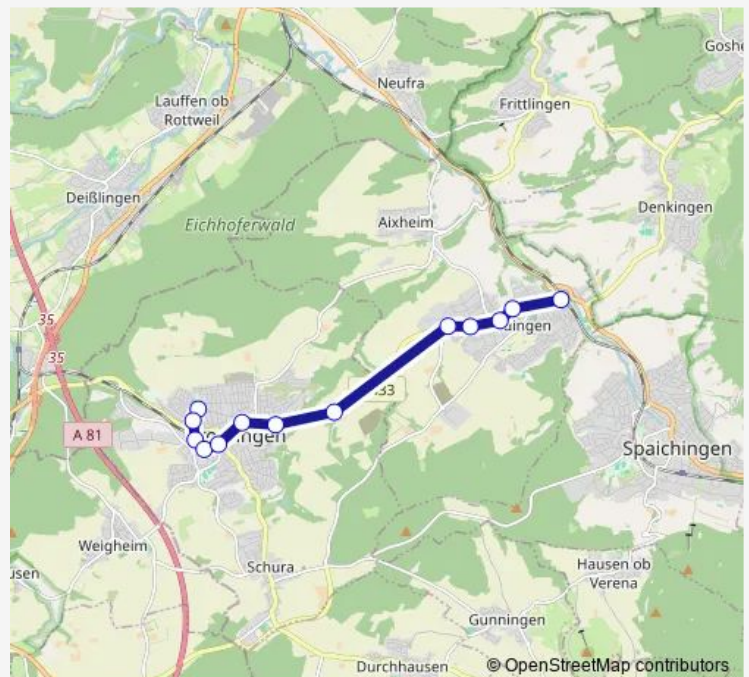 Goshe
Neufra
Lauffen ob
Rottweil
Frittlingen
Deißlingen
Denkingen
Eichhoferwald
Aixheim
35
35
A 81
Spaichingen
Weigheim
Schura
Hausen ob
Verena
usen
Gunningen
Durchhausen
© OpenStreetMap contributors